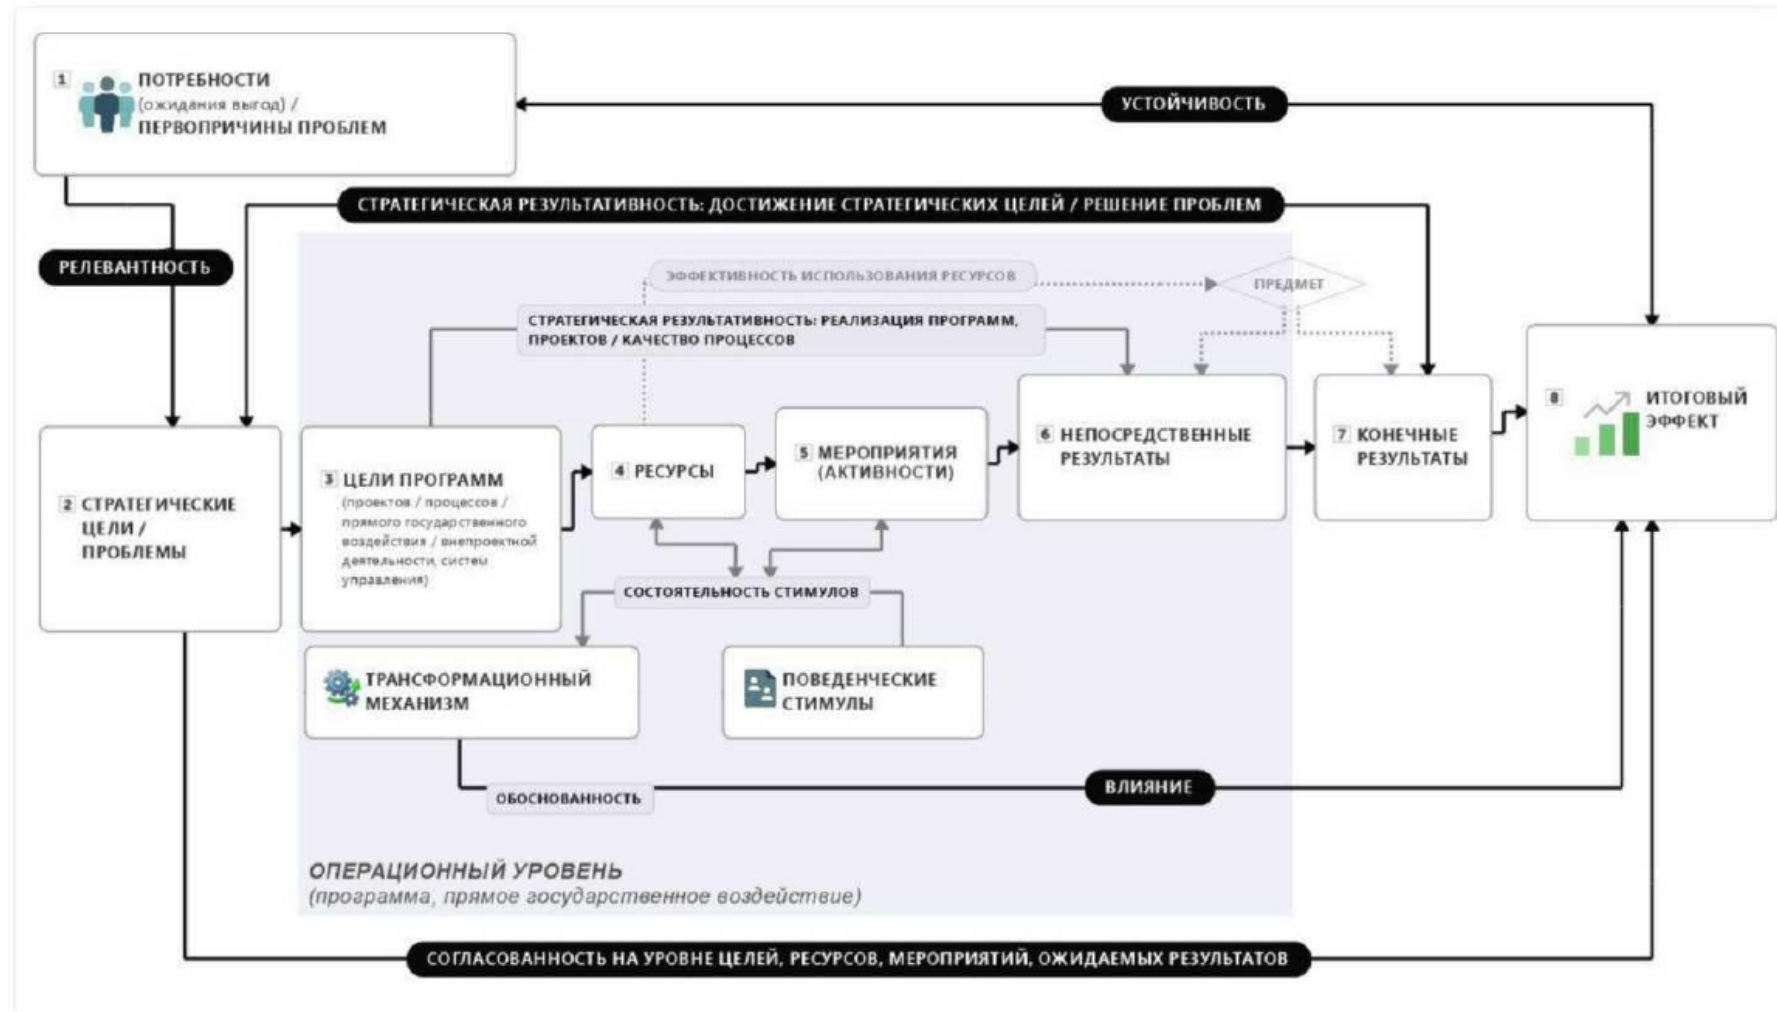 1 ПОТРЕБНОСТИ
(ожидания выгод) /
ПЕРВОПРИЧИНЫ ПРОБЛЕМ
УСТОЙЧИВОСТЬ
СТРАТЕГИЧЕСКАЯ РЕЗУЛЬТАТИВНОСТЬ: ДОСТИЖЕНИЕ СТРАТЕГИЧЕСКИХ ЦЕЛЕЙ / РЕШЕНИЕ ПРОБЛЕМ
РЕЛЕВАНТНОСТЬ
ЭФФЕКТИВНОСТЬ ИСПОЛЬЗОВАНИЯ РЕСУРСОВ
ПРЕДМЕТ
СТРАТЕГИЧЕСКАЯ РЕЗУЛЬТАТИВНОСТЬ: РЕАЛИЗАЦИЯ ПРОГРАММ,
ПРОЕКТОВ / КАЧЕСТВО ПРОЦЕССОВ
2 СТРАТЕГИЧЕСКИЕ
ЦЕЛИ /
ПРОБЛЕМЫ
3 ЦЕЛИ ПРОГРАММ
(проектов / процессов /
прямого государственного
воздействия / внепроектной
деятельности, систем
управления)
4 РЕСУРСЫ
5 МЕРОПРИЯТИЯ
(АКТИВНОСТИ)
6 НЕПОСРЕДСТВЕННЫЕ
РЕЗУЛЬТАТЫ
7 КОНЕЧНЫЕ
РЕЗУЛЬТАТЫ
8 ИТОГОВЫЙ
ЭФФЕКТ
СОСТОЯТЕЛЬНОСТЬ СТИМУЛОВ
ТРАНСФОРМАЦИОННЫЙ
МЕХАНИЗМ
ПОВЕДЕНЧЕСКИЕ
СТИМУЛЫ
ОБОСНОВАННОСТЬ
ВЛИЯНИЕ
ОПЕРАЦИОННЫЙ УРОВЕНЬ
(программа, прямое государственное воздействие)
СОГЛАСОВАННОСТЬ НА УРОВНЕ ЦЕЛЕЙ, РЕСУРСОВ, МЕРОПРИЯТИЙ, ОЖИДАЕМЫХ РЕЗУЛЬТАТОВ